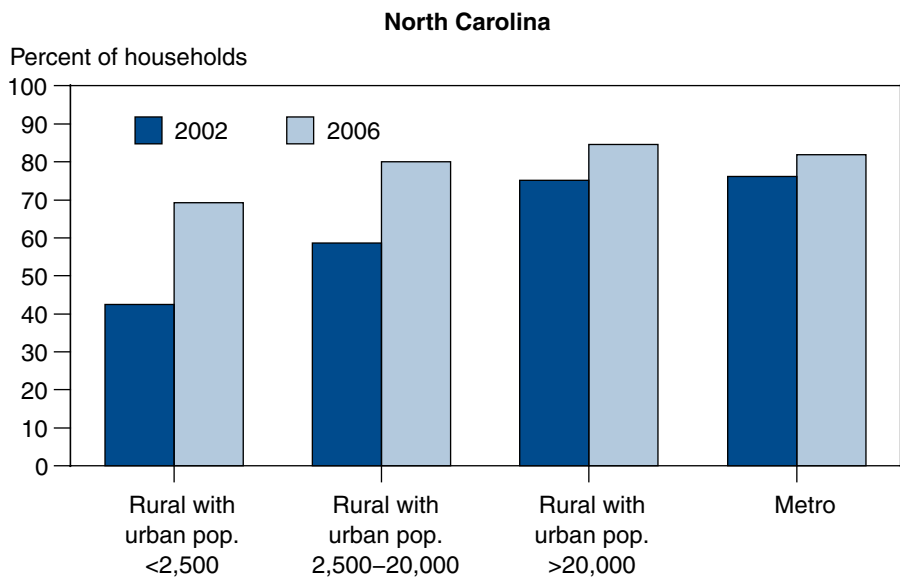 North Carolina
Percent of households
100
90
80
70
60
50
40
30
20
10
0
2002 2006
Rural with urban pop. <2,500
Rural with urban pop. 2,500–20,000
Rural with urban pop. >20,000
Metro